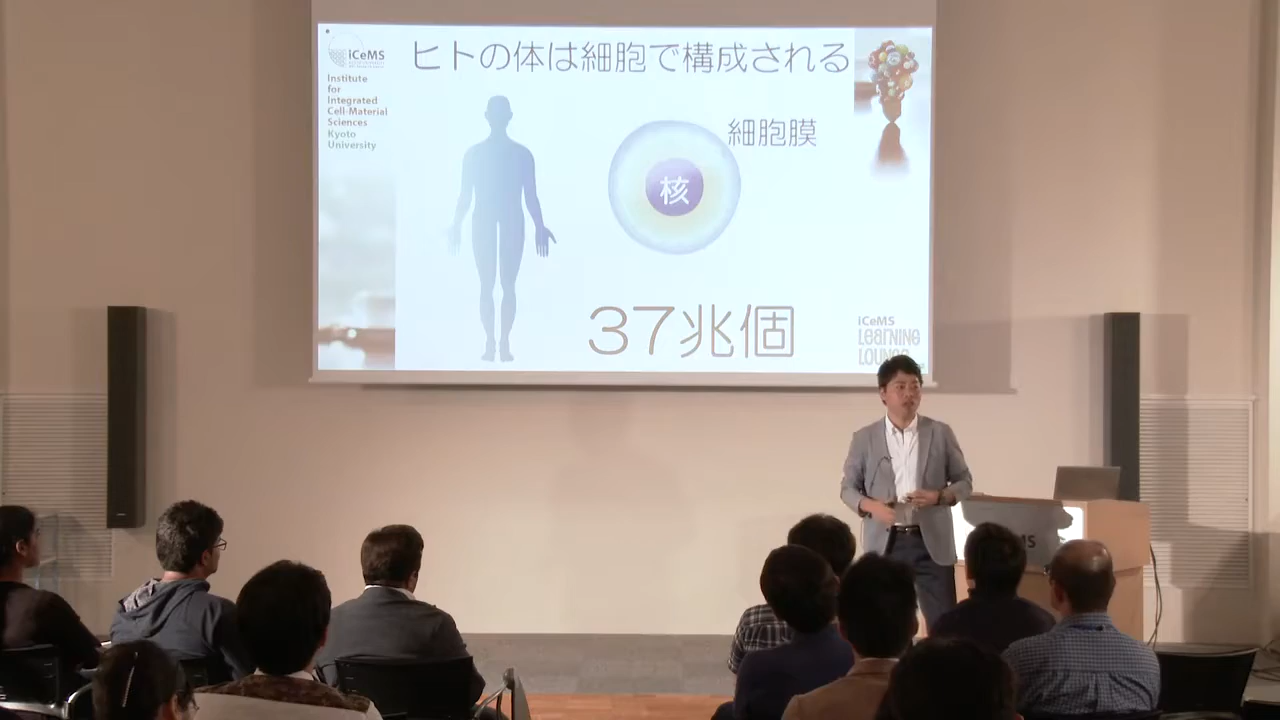 iCeMS
Institute
for
Integrated
Cell-Material
Sciences
Kyoto
University
ヒトの体は細胞で構成される
細胞膜
核
37兆個
iCeMS
LeaRNiNG
LOUNGe
MS